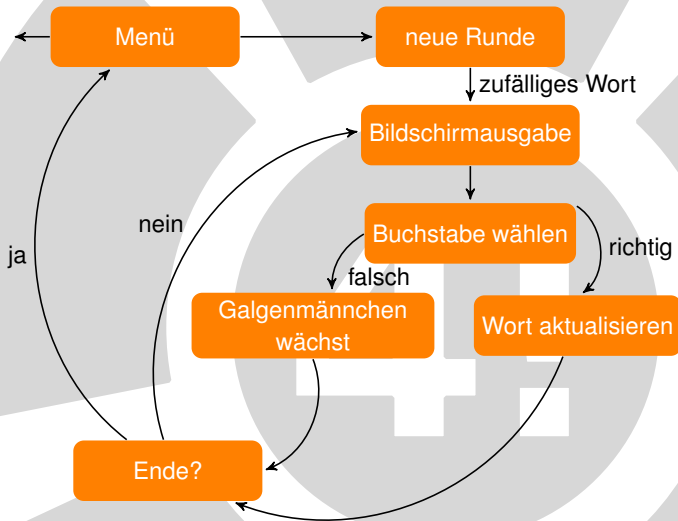 Menü
neue Runde
zufälliges Wort
Bildschirmausgabe
nein
Buchstabe wählen
ja
richtig
falsch
Galgenmännchen
wächst
Wort aktualisieren
Ende?